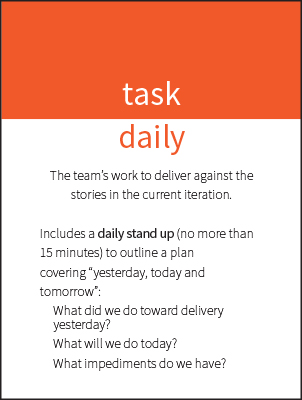 task
daily
The team’s work to deliver against the
stories in the current iteration.
Includes a daily stand up (no more than
15 minutes) to outline a plan
covering “yesterday, today and
tomorrow”:
What did we do toward delivery
yesterday?
What will we do today?
What impediments do we have?